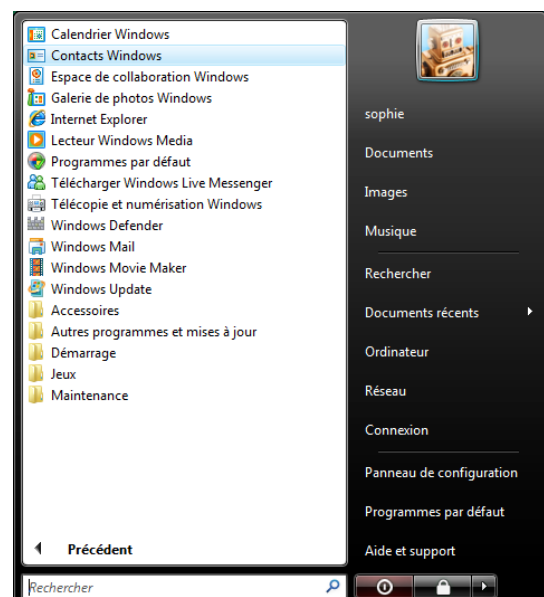 Calendrier Windows
Contacts Windows
Espace de collaboration Windows
Galerie de photos Windows
Internet Explorer
Lecteur Windows Media
Programmes par défaut
Télécharger Windows Live Messenger
Télécopie et numérisation Windows
Windows Defender
Windows Mail
Windows Movie Maker
Windows Update
Accessoires
Autres programmes et mises à jour
Démarrage
Jeux
Maintenance
Précédent
Rechercher
sophie
Documents
Images
Musique
Rechercher
Documents récents
Ordinateur
Réseau
Connexion
Panneau de configuration
Programmes par défaut
Aide et support